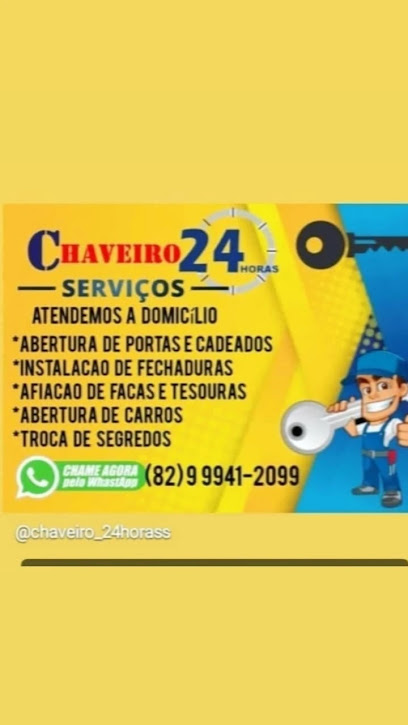 CHAVEIRO 24 HORAS
SERVIÇOS
ATENDEMOS A DOMICíLIO
*ABERTURA DE PORTAS E CADEADOS
*INSTALACAO DE FECHADURAS
*AFIACAO DE FACAS E TESOURAS
*ABERTURA DE CARROS
*TROCA DE SEGREDOS
CHAME AGORA
pelo WhastApp
(82)9 9941-2099
@chaveiro_24horass